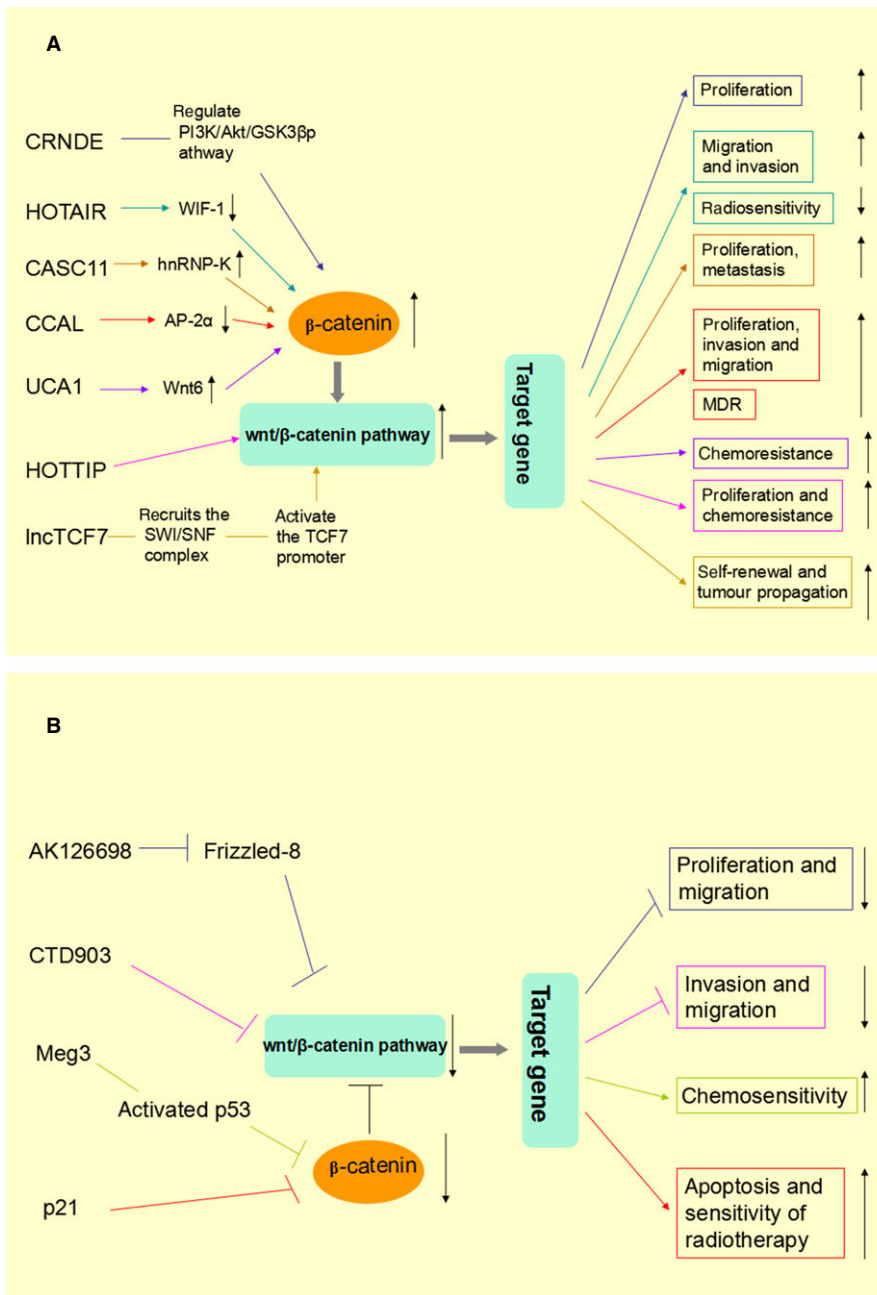 A
CRNDE
Regulate
PI3K/Akt/GSK3βp
athway
HOTAIR
WIF-1
CASC11
hnRNP-K
CCAL
AP-2α
UCA1
Wnt6
HOTTIP
lncTCF7
Recruits the
SWI/SNF
complex
Activate
the TCF7
promoter
β-catenin
wnt/β-catenin pathway
Target gene
Proliferation
Migration
and invasion
Radiosensitivity
Proliferation,
metastasis
Proliferation,
invasion and
migration
MDR
Chemoresistance
Proliferation and
chemoresistance
Self-renewal and
tumour propagation
B
AK126698
Frizzled-8
CTD903
Meg3
Activated p53
p21
wnt/β-catenin pathway
β-catenin
Target gene
Proliferation and
migration
Invasion and
migration
Chemosensitivity
Apoptosis and
sensitivity of
radiotherapy